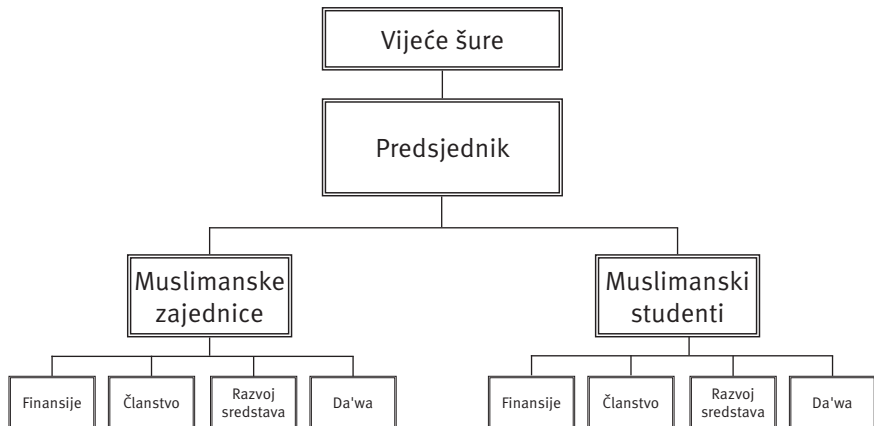 Vijeće šure
Predsjednik
Muslimanske
zajednice
Muslimanski
studenti
Finansije
Članstvo
Razvoj
sredstava
Da'wa
Finansije
Članstvo
Razvoj
sredstava
Da'wa